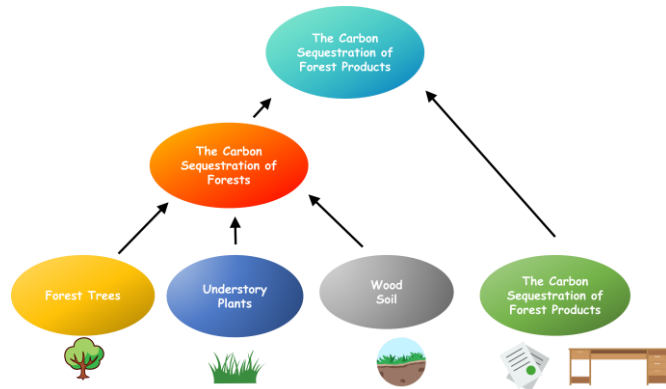 The Carbon
Sequestration of
Forest Products
The Carbon
Sequestration of
Forests
Forest Trees
Understory
Plants
Wood
Soil
The Carbon
Sequestration of
Forest Products